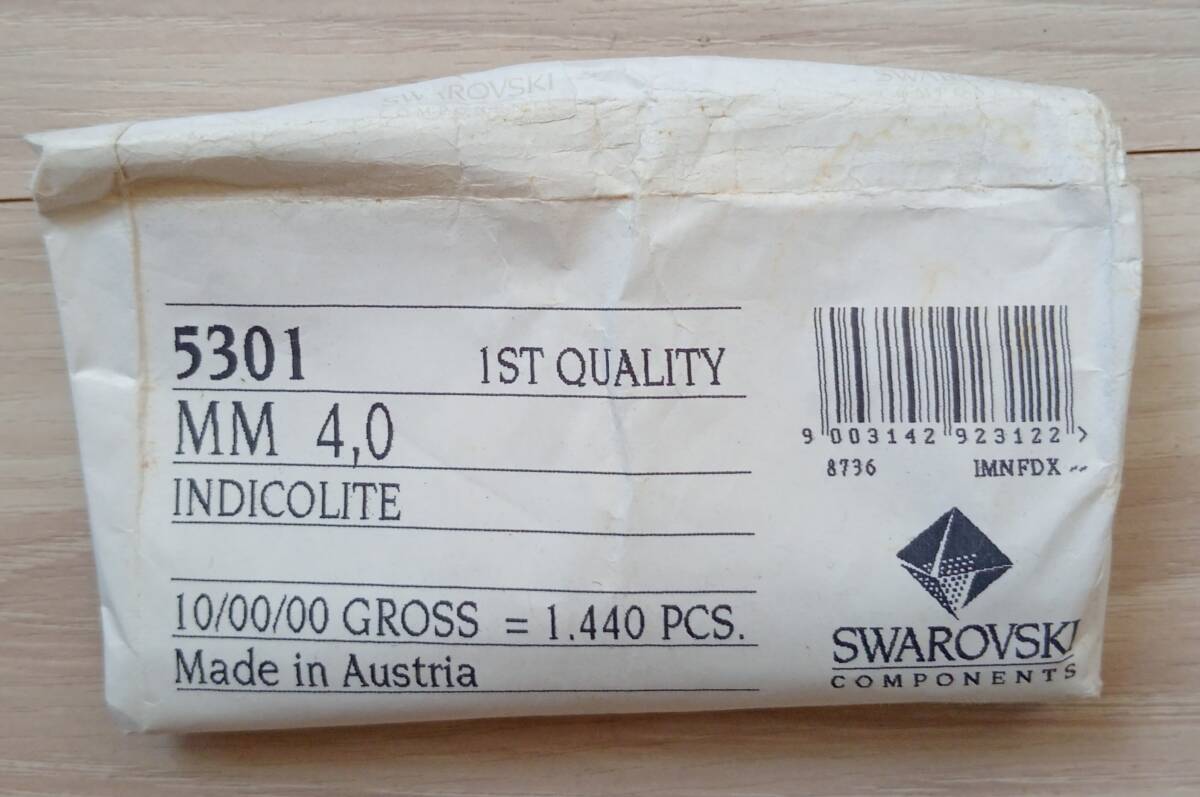 SWAROVSKI
5301 1ST QUALITY
MM 4,0
INDICOLITE
10/00/00 GROSS = 1.440 PCS.
Made in Austria
9 003142 923122 >
8736 IMNFDX --
SWAROVSKI
COMPONENTS